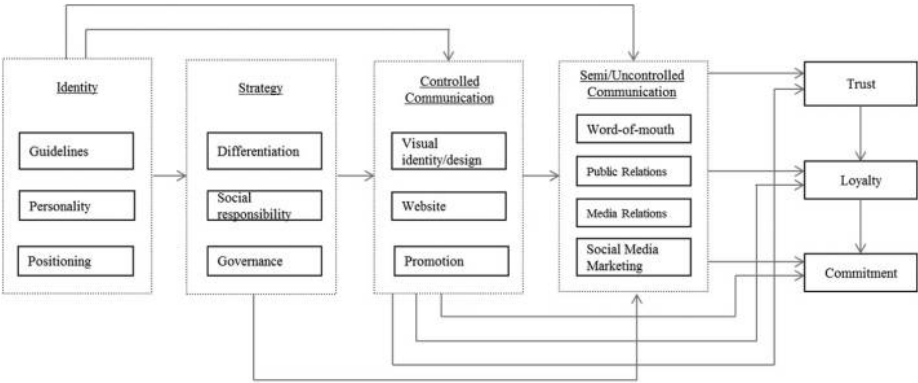 Identity
Guidelines
Personality
Positioning
Strategy
Differentiation
Social
responsibility
Governance
Controlled
Communication
Visual
identity/design
Website
Promotion
Semi/Uncontrolled
Communication
Word-of-mouth
Public Relations
Media Relations
Social Media
Marketing
Trust
Loyalty
Commitment